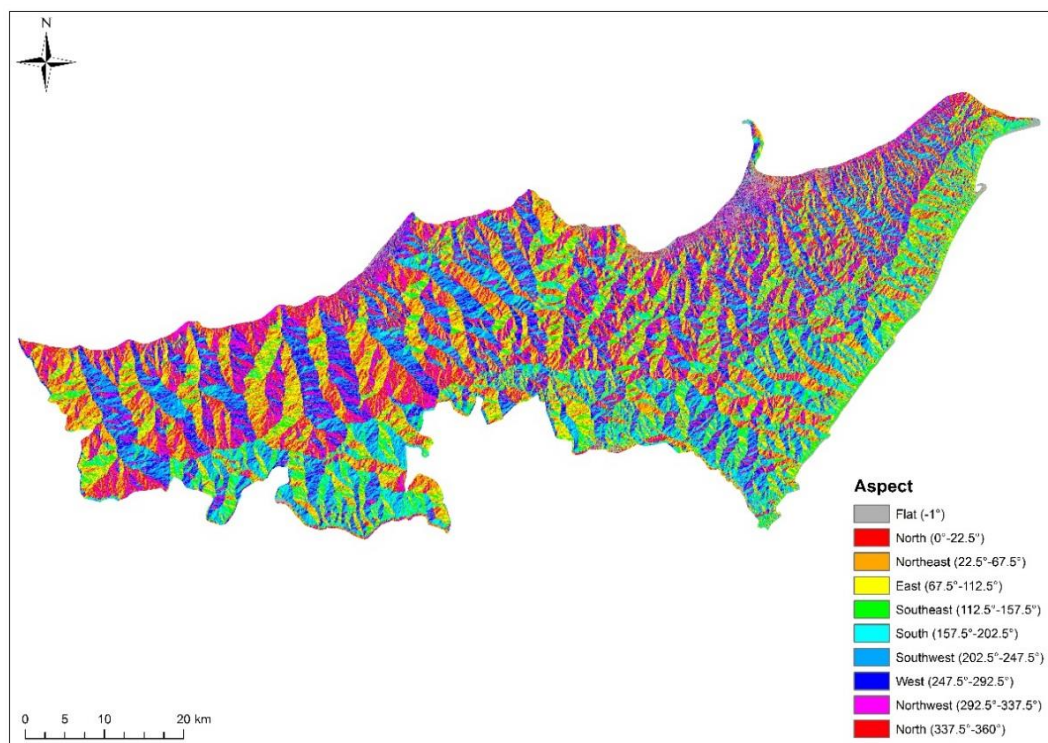 N
Aspect
Flat (-1°)
North (0°-22.5°)
Northeast (22.5°-67.5°)
East (67.5°-112.5°)
Southeast (112.5°-157.5°)
South (157.5°-202.5°)
Southwest (202.5°-247.5°)
West (247.5°-292.5°)
Northwest (292.5°-337.5°)
North (337.5°-360°)
0 5 10 20 km